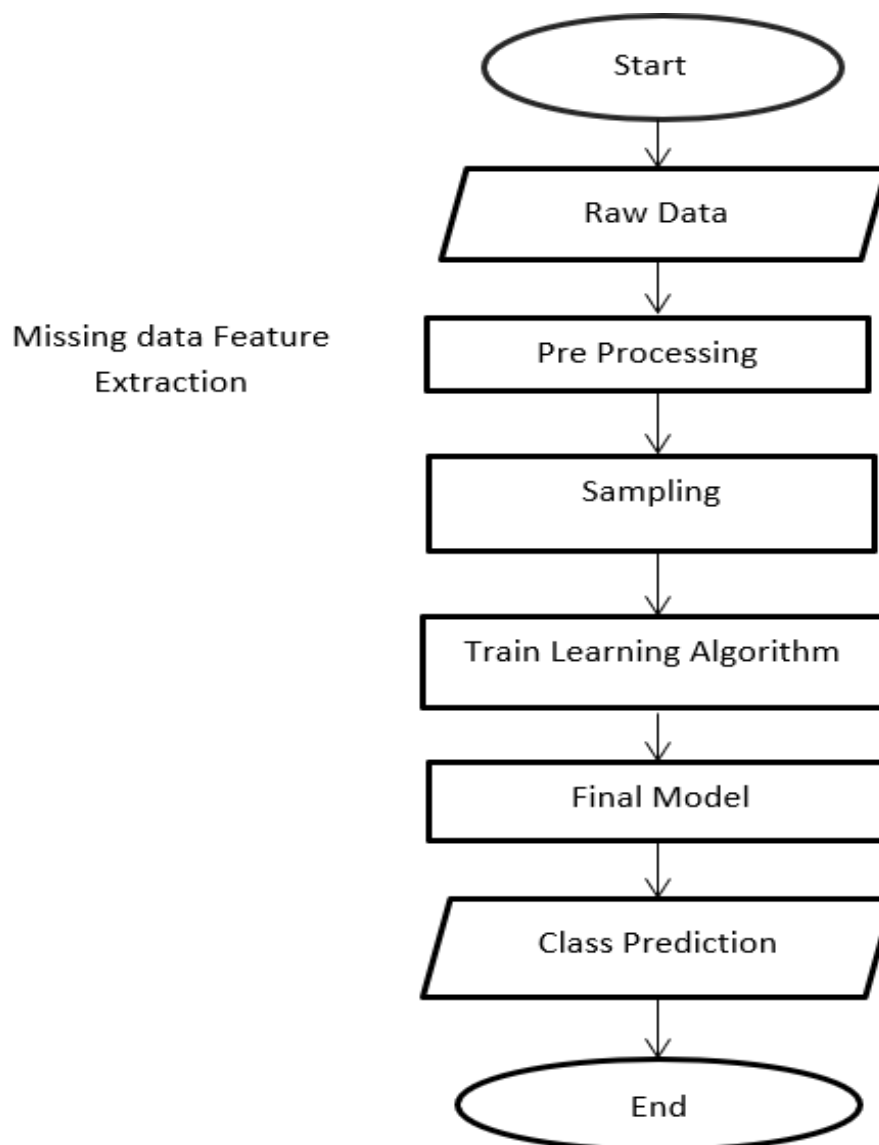 Start
Raw Data
Missing data Feature
Extraction
Pre Processing
Sampling
Train Learning Algorithm
Final Model
Class Prediction
End